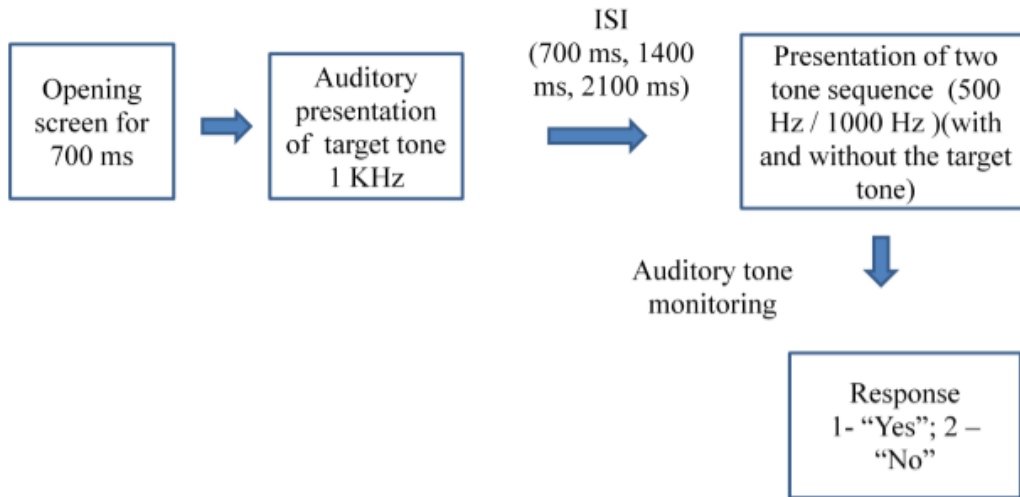 Opening
screen for
700 ms
Auditory
presentation
of target tone
1 KHz
ISI
(700 ms, 1400
ms, 2100 ms)
Presentation of two
tone sequence (500
Hz / 1000 Hz )(with
and without the target
tone)
Auditory tone
monitoring
Response
1- “Yes”; 2 –
“No”